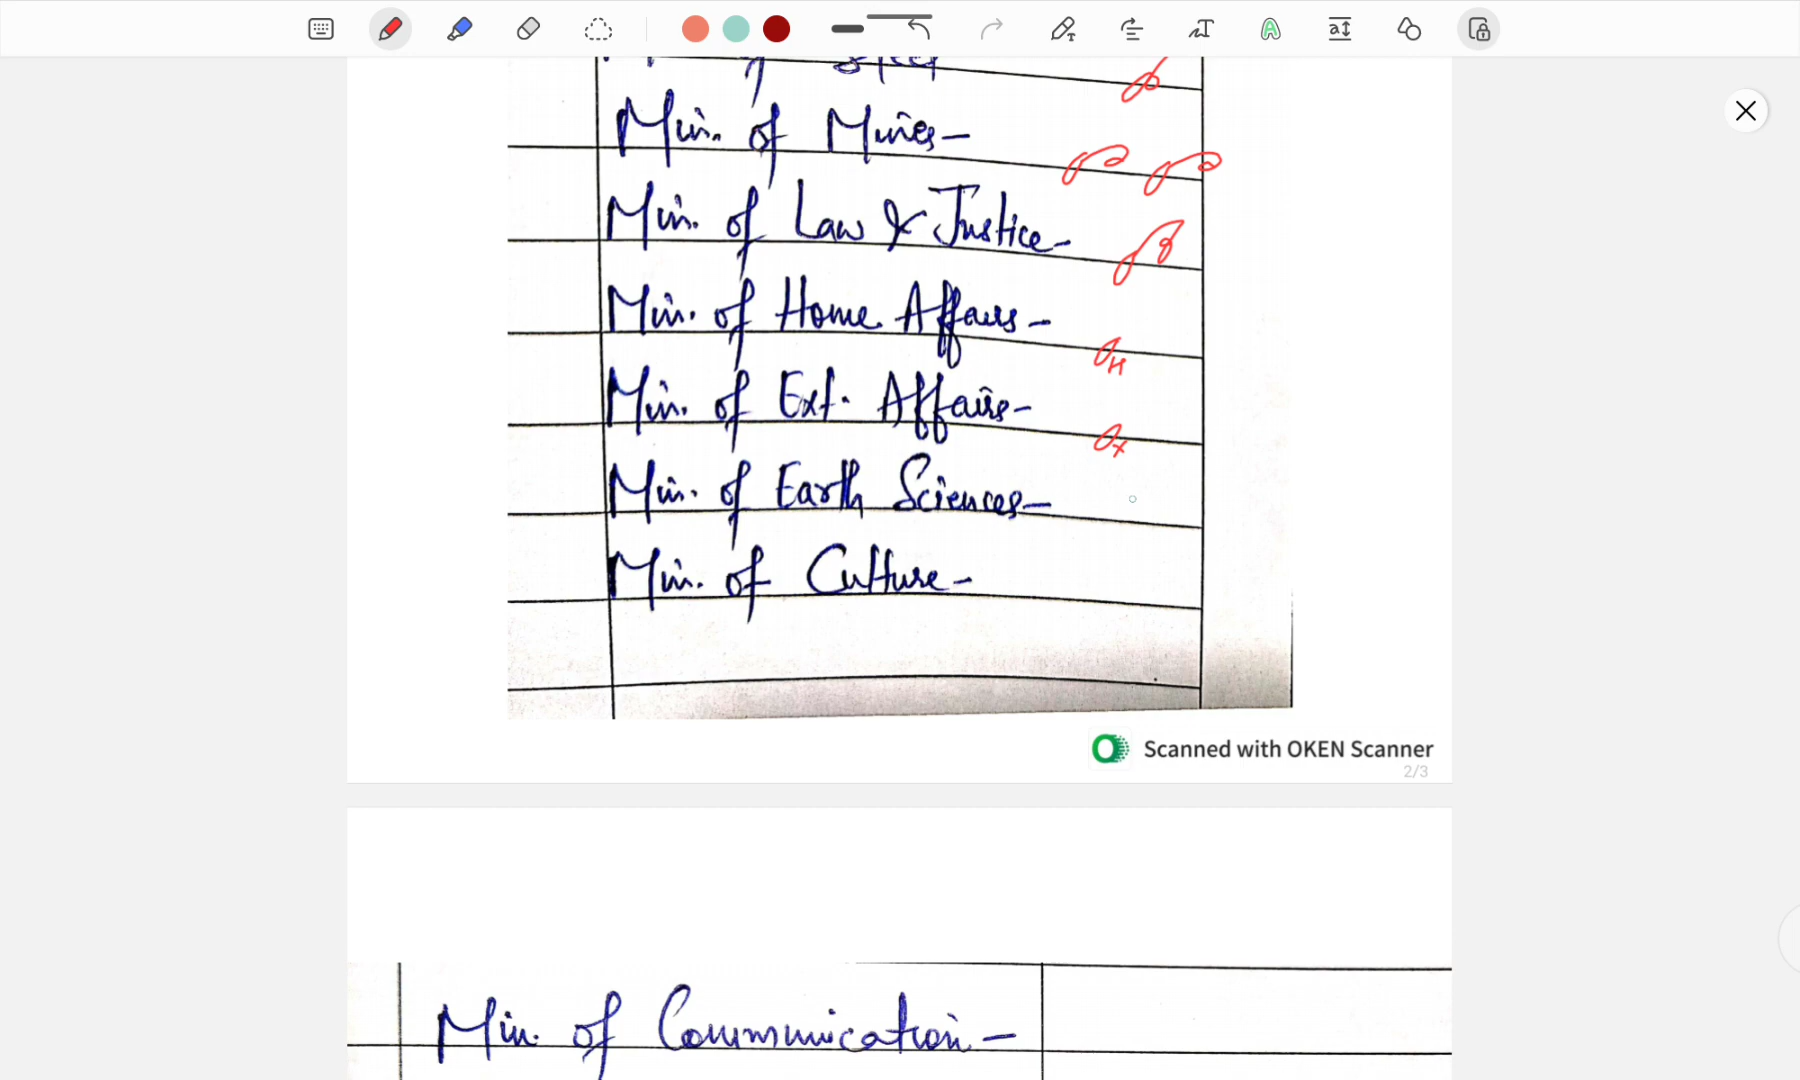 Min. of Mines-
Min. of Law & Justice-
Min. of Home Affairs-
Min. of Ext. Affairs-
Min. of Earth Sciences-
Min. of Culture-
Scanned with OKEN Scanner
2/3
Min. of Communication-